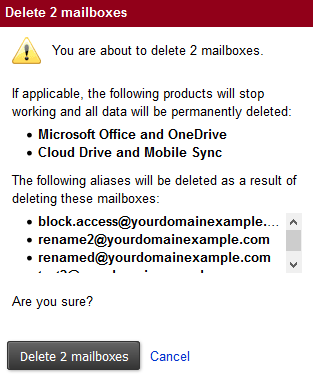 Delete 2 mailboxes
You are about to delete 2 mailboxes.
If applicable, the following products will stop
working and all data will be permanently deleted:
• Microsoft Office and OneDrive
• Cloud Drive and Mobile Sync
The following aliases will be deleted as a result of
deleting these mailboxes:
• block.access@yourdomainexample....
• rename2@yourdomainexample.com
• renamed@yourdomainexample.com
Are you sure?
Delete 2 mailboxes Cancel